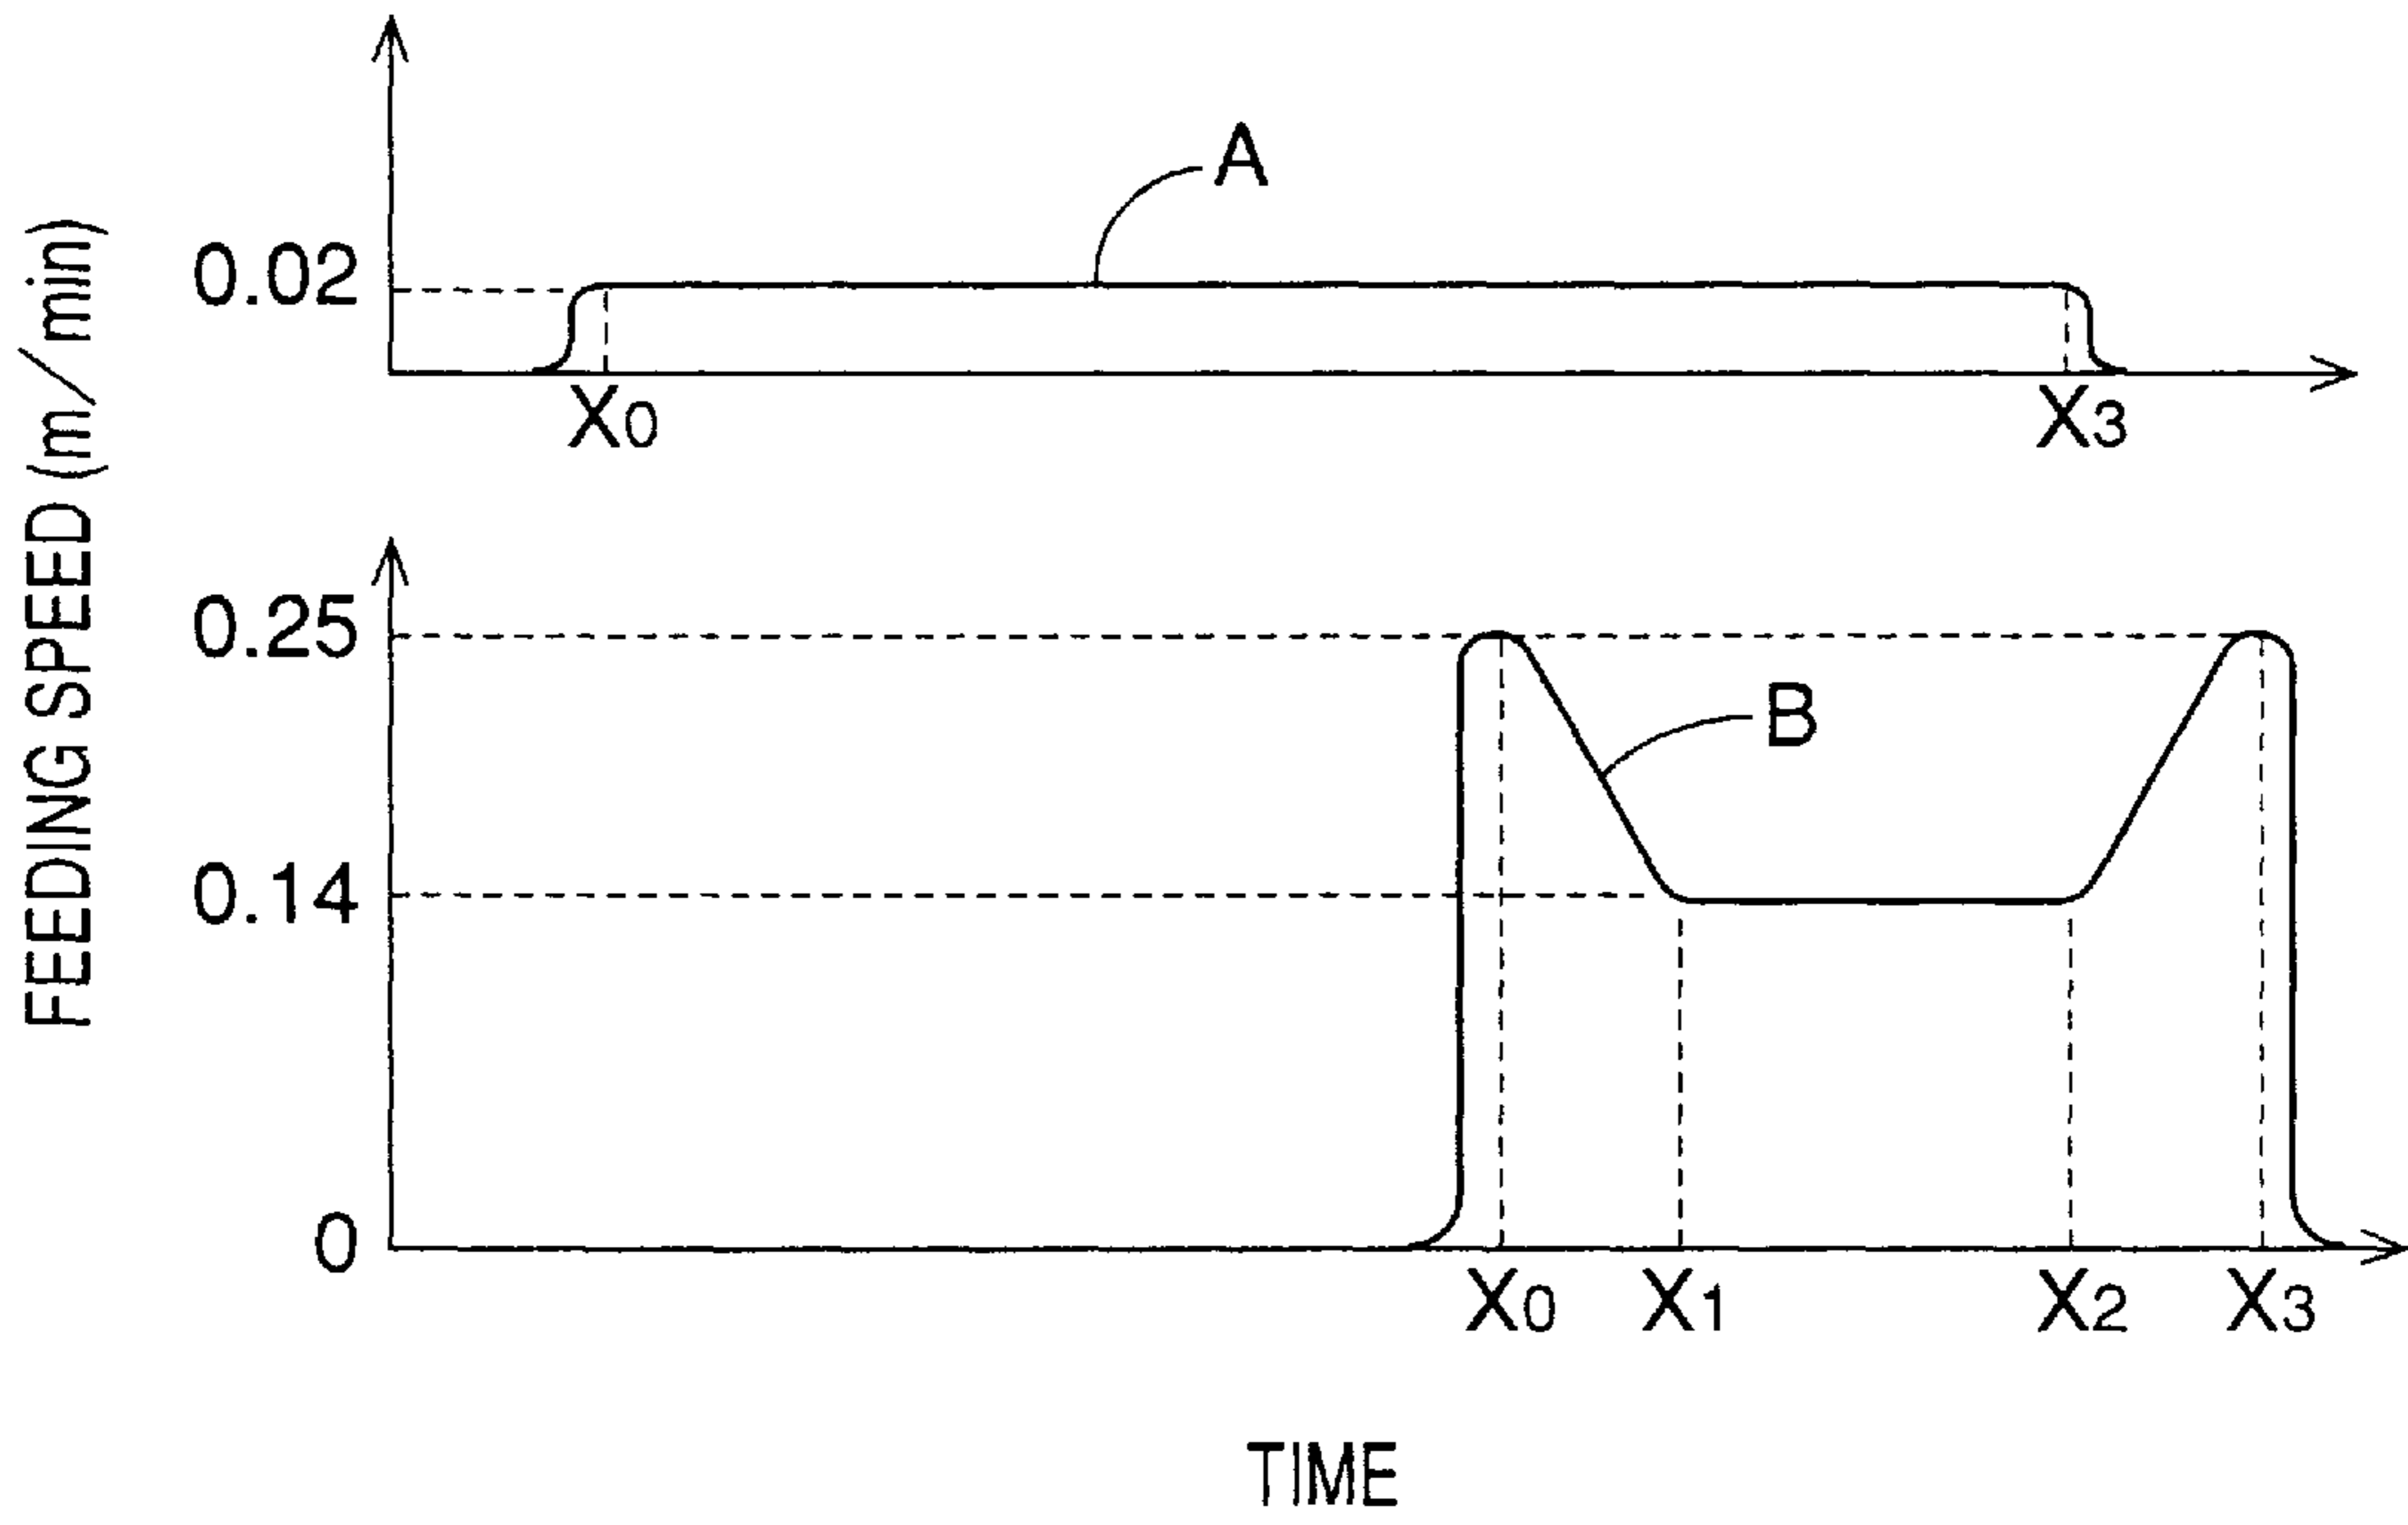 FEEDING SPEED (m/min)
A
0.02
X0
X3
0.25
B
0.14
0
X0
X1
X2
X3
TIME